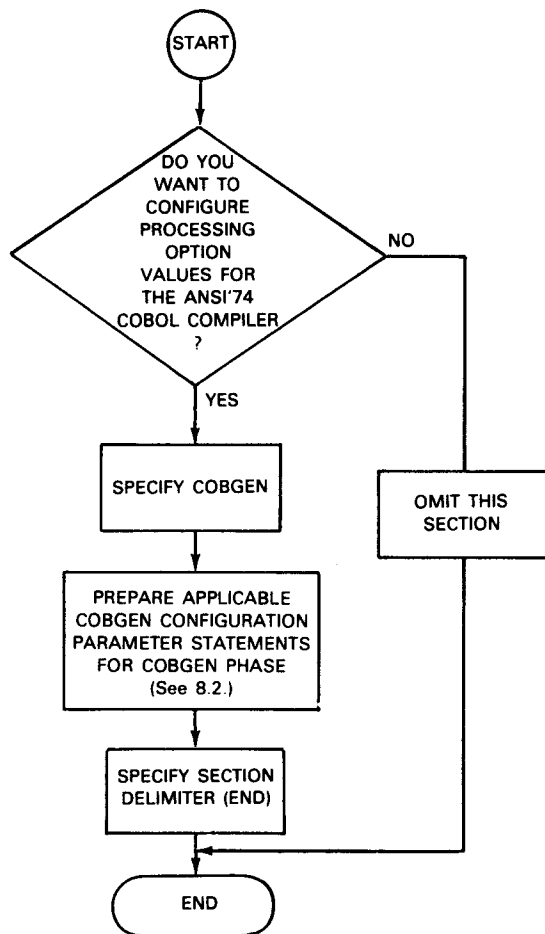 START
DO YOU
WANT TO
CONFIGURE
PROCESSING
OPTION
VALUES FOR
THE ANSI'74
COBOL COMPILER
?
NO
YES
SPECIFY COBGEN
OMIT THIS
SECTION
PREPARE APPLICABLE
COBGEN CONFIGURATION
PARAMETER STATEMENTS
FOR COBGEN PHASE
(See 8.2.)
SPECIFY SECTION
DELIMITER (END)
END